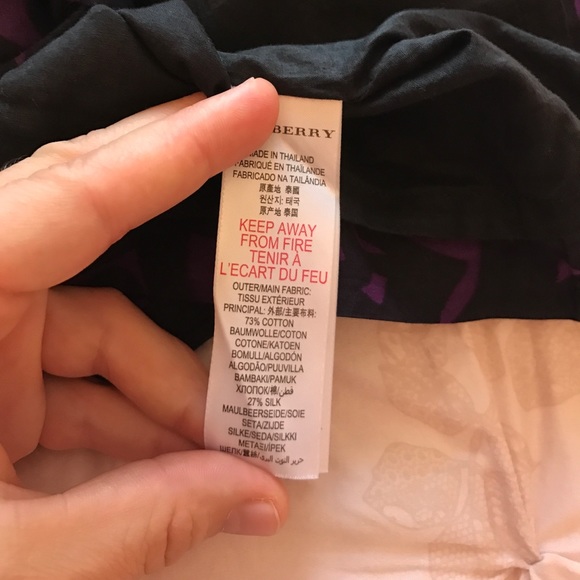 BERRY
MADE IN THAILAND
FABRIQUÉ EN THAÏLANDE
FABRICADO NA TAILÂNDIA
原產地 泰國
원산지: 태국
原产地 泰国
KEEP AWAY
FROM FIRE
TENIR À
L'ECART DU FEU
OUTER/MAIN FABRIC:
TISSU EXTÉRIEUR
PRINCIPAL: 外部/主要布料:
73% COTTON
BAUMWOLLE/COTON
COTONE/KATOEN
BOMULL/ALGODÓN
ALGODÃO/PUUVILLA
BAMBAKI/PAMUK
ХЛОПОК/棉/قطن
27% SILK
MAULBEERSEIDE/SOIE
SETA/ZIJDE
SILKE/SEDA/SILKKI
ΜΕΤΑΞΙ/İPEK